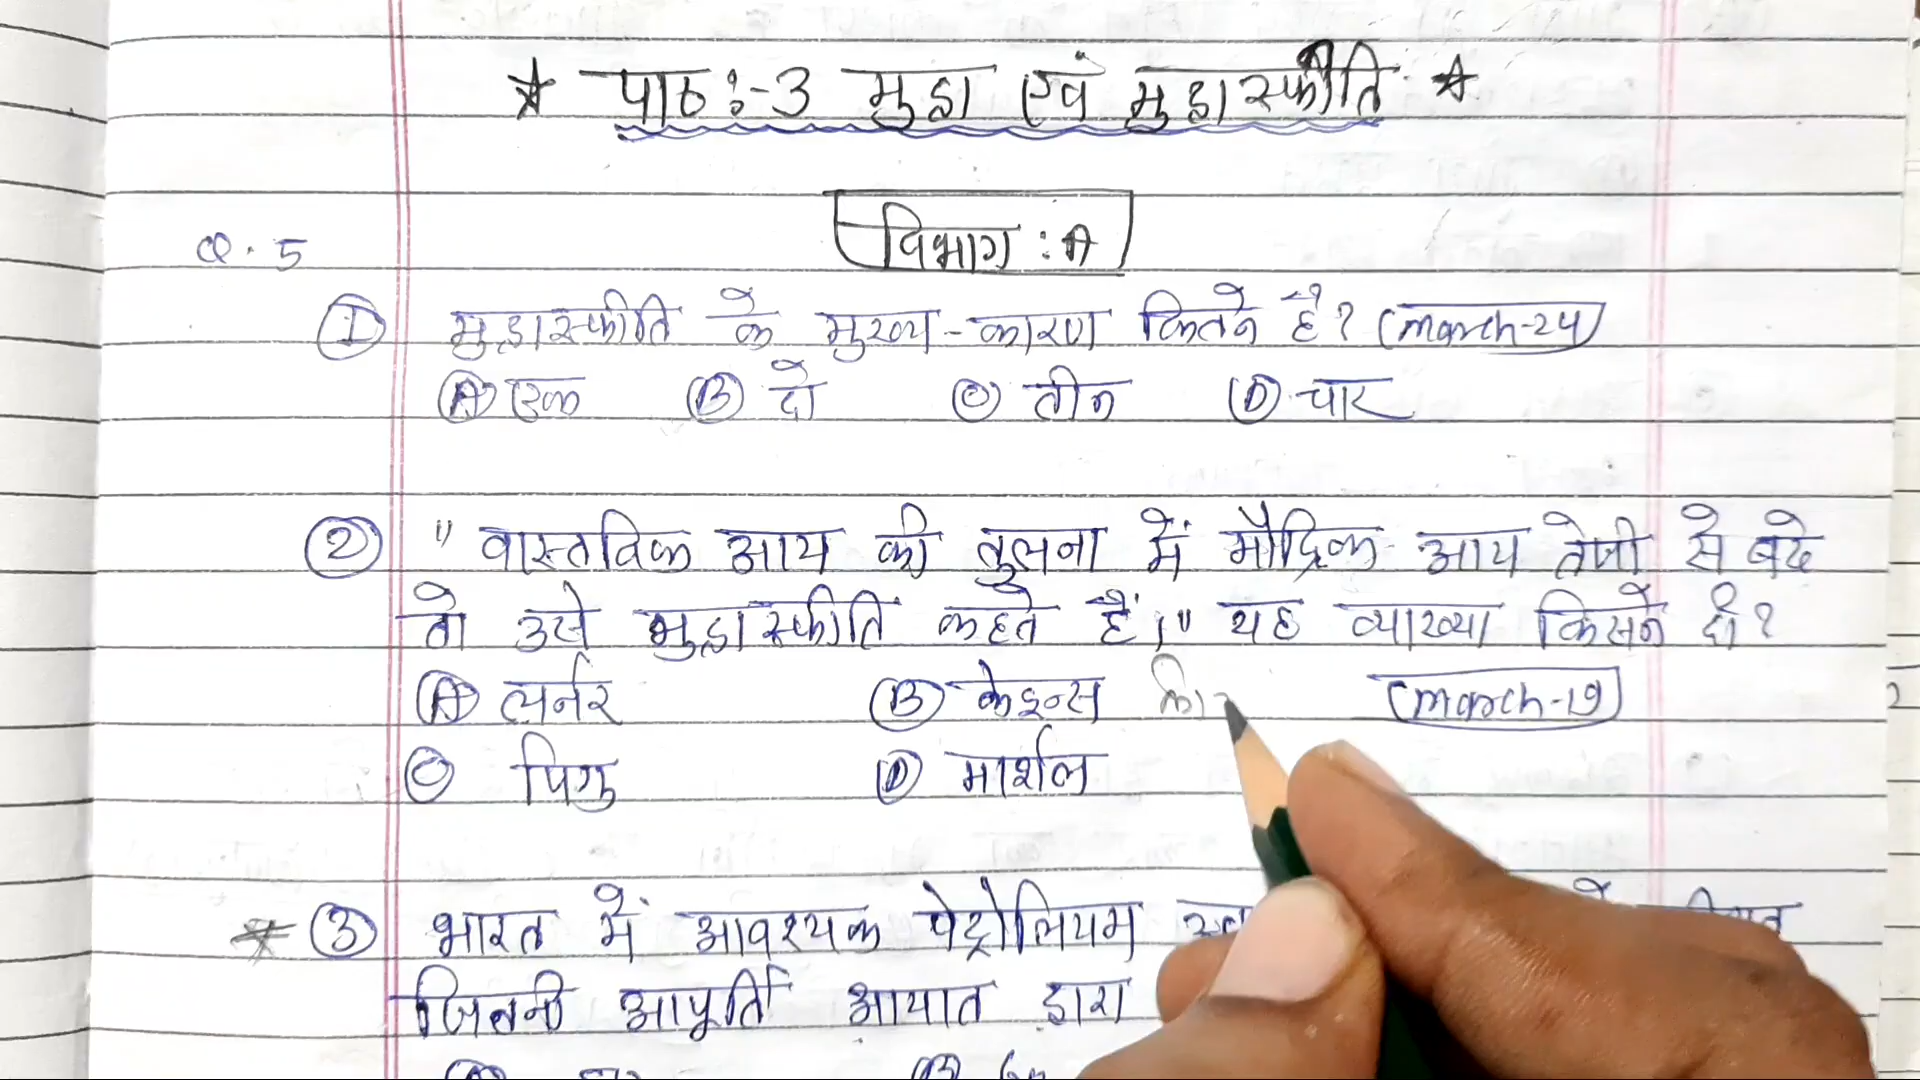 ★ पाठ:-3 मुद्रा एवं मुद्रास्फीति ★
विभाग : A
Q. 5
① मुद्रास्फीति के मुख्य-कारण कितने है? (March-24)
Ⓐ एक Ⓑ दो Ⓒ तीन Ⓓ चार
② "वास्तविक आय की तुलना में मौद्रिक आय तेजी से बढे
तो उसे मुद्रास्फीति कहते हैं।" यह व्याख्या किसने दी?
Ⓐ लर्नर Ⓑ केइन्स (March-19)
Ⓒ पिगु Ⓓ मार्शल
* ③ भारत में आवश्यक पेट्रोलियम
जितनी आपूर्ति आयात द्वारा